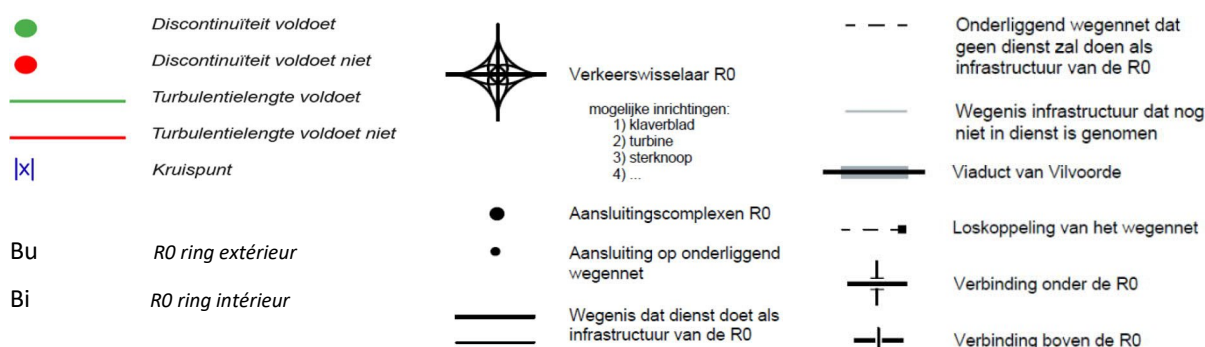 Discontinuïteit voldoet
Discontinuïteit voldoet niet
Turbulentielengte voldoet
Turbulentielengte voldoet niet
|x|
Kruispunt
Bu
R0 ring extérieur
Bi
R0 ring intérieur
Verkeerswisselaar R0
mogelijke inrichtingen:
1) klaverblad
2) turbine
3) sterknoop
4) ...
Aansluitingscomplexen R0
Aansluiting op onderliggend
wegennet
Wegenis dat dienst doet als
infrastructuur van de R0
Onderliggend wegennet dat
geen dienst zal doen als
infrastructuur van de R0
Wegenis infrastructuur dat nog
niet in dienst is genomen
Viaduct van Vilvoorde
Loskoppeling van het wegennet
Verbinding onder de R0
Verbinding boven de R0